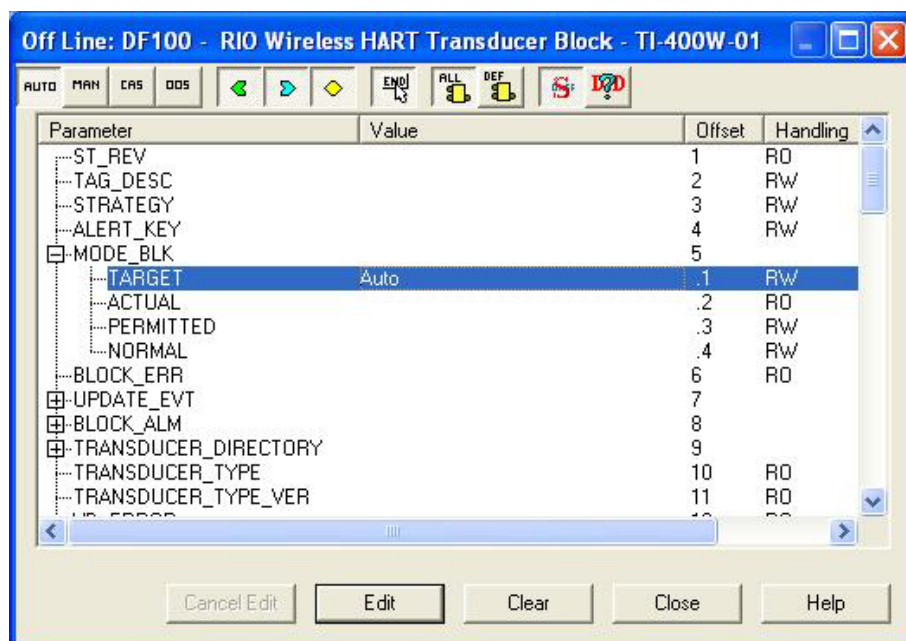 Off Line: DF100 - RIO Wireless HART Transducer Block - TI-400W-01
AUTO MAN CAS OOS END ALL DEF S DD
Parameter Value Offset Handling
ST_REV 1 RO
TAG_DESC 2 RW
STRATEGY 3 RW
ALERT_KEY 4 RW
MODE_BLK 5
TARGET Auto .1 RW
ACTUAL .2 RO
PERMITTED .3 RW
NORMAL .4 RW
BLOCK_ERR 6 RO
UPDATE_EVT 7
BLOCK_ALM 8
TRANSDUCER_DIRECTORY 9
TRANSDUCER_TYPE 10 RO
TRANSDUCER_TYPE_VER 11 RO
Cancel Edit Edit Clear Close Help